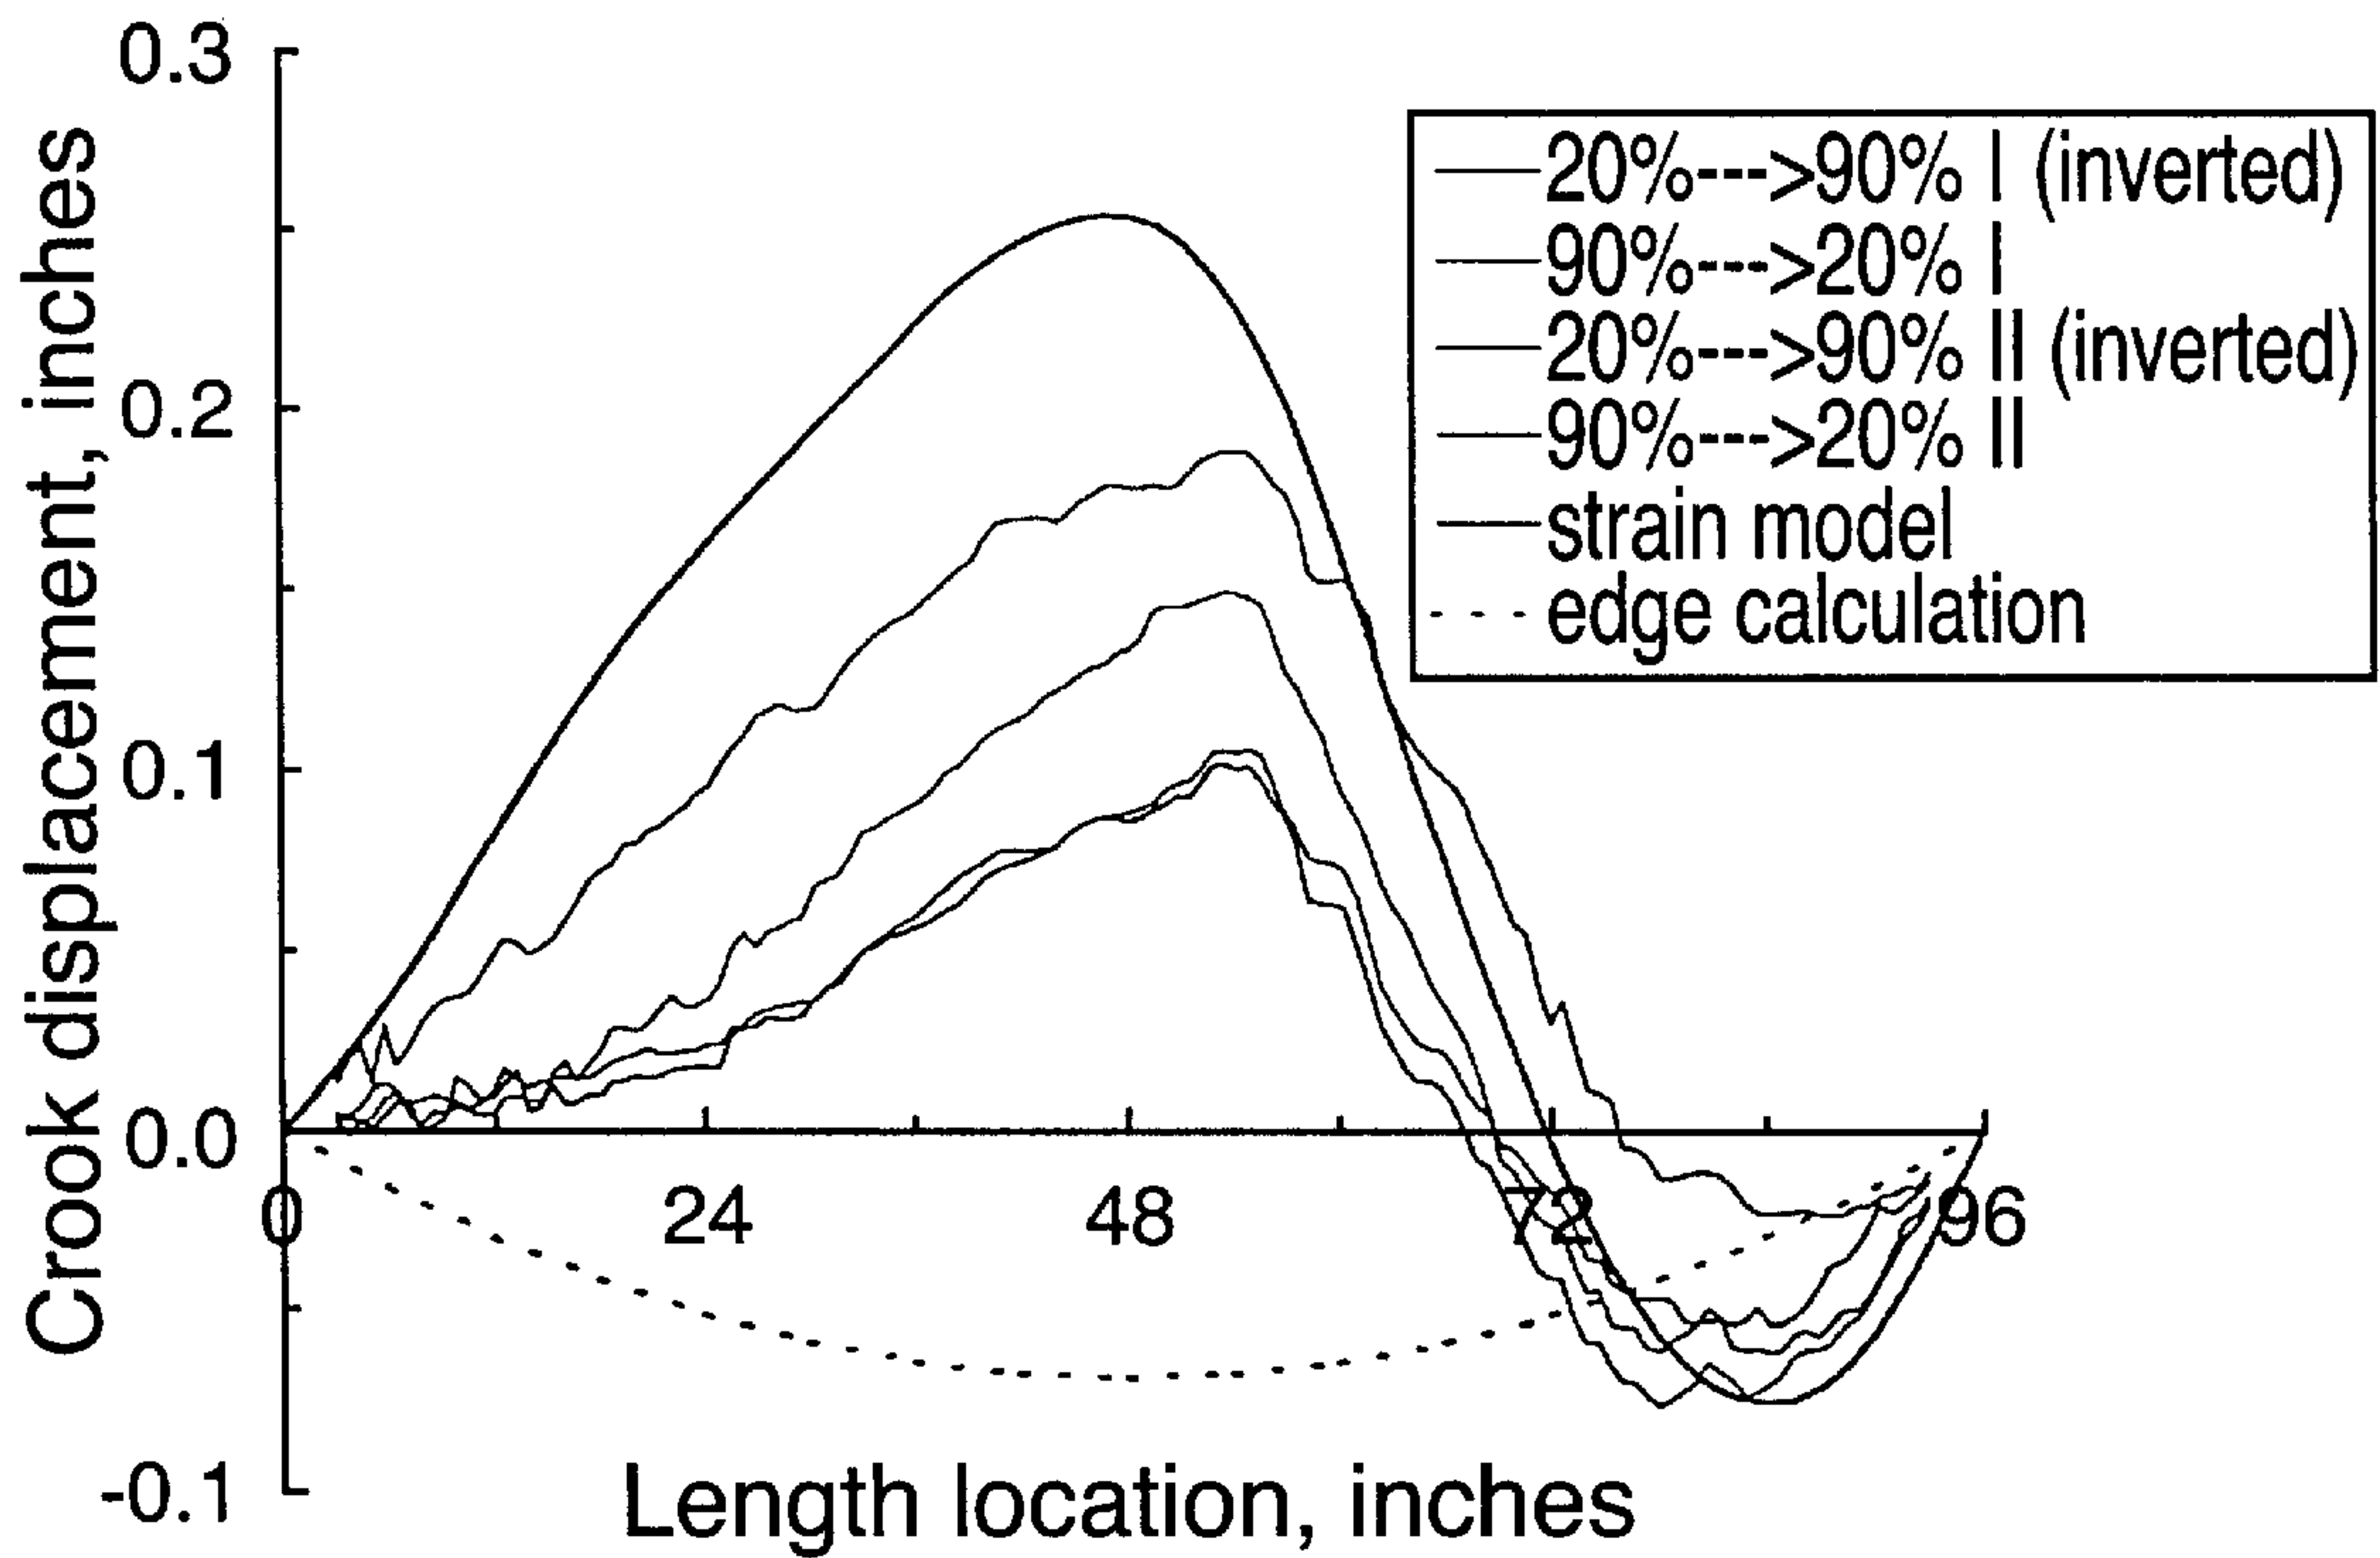 0.3
0.2
0.1
0.0
-0.1
Crook displacement, inches
20%--->90% I (inverted)
90%--->20% I
20%--->90% II (inverted)
90%--->20% II
strain model
edge calculation
0 24 48 72 96
Length location, inches